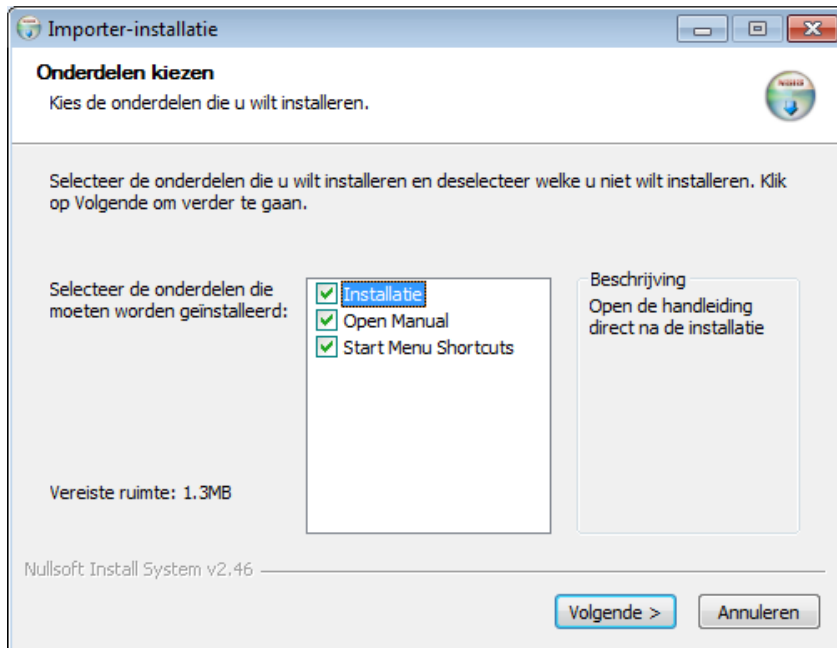 Importer-installatie
Onderdelen kiezen
Kies de onderdelen die u wilt installeren.
Selecteer de onderdelen die u wilt installeren en deselecteer welke u niet wilt installeren. Klik
op Volgende om verder te gaan.
Selecteer de onderdelen die
moeten worden geïnstalleerd:
Installatie
Open Manual
Start Menu Shortcuts
Beschrijving
Open de handleiding
direct na de installatie
Vereiste ruimte: 1.3MB
Nullsoft Install System v2.46
Volgende >
Annuleren